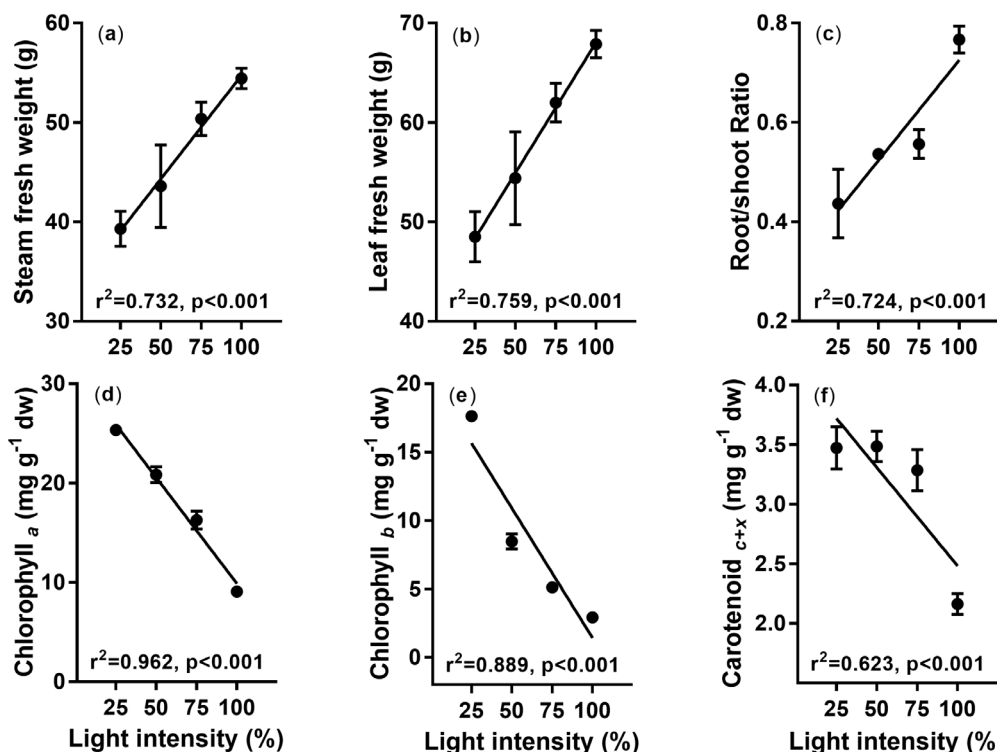 (a)
Steam fresh weight (g)
60
50
40
30
r²=0.732, p<0.001
25 50 75 100
(b)
Leaf fresh weight (g)
70
60
50
40
r²=0.759, p<0.001
25 50 75 100
(c)
Root/shoot Ratio
0.8
0.6
0.4
0.2
r²=0.724, p<0.001
25 50 75 100
(d)
Chlorophyll a (mg g⁻¹ dw)
30
20
10
0
r²=0.962, p<0.001
25 50 75 100
Light intensity (%)
(e)
Chlorophyll b (mg g⁻¹ dw)
20
15
10
5
0
r²=0.889, p<0.001
25 50 75 100
Light intensity (%)
(f)
Carotenoid c+x (mg g⁻¹ dw)
4.0
3.5
3.0
2.5
2.0
r²=0.623, p<0.001
25 50 75 100
Light intensity (%)